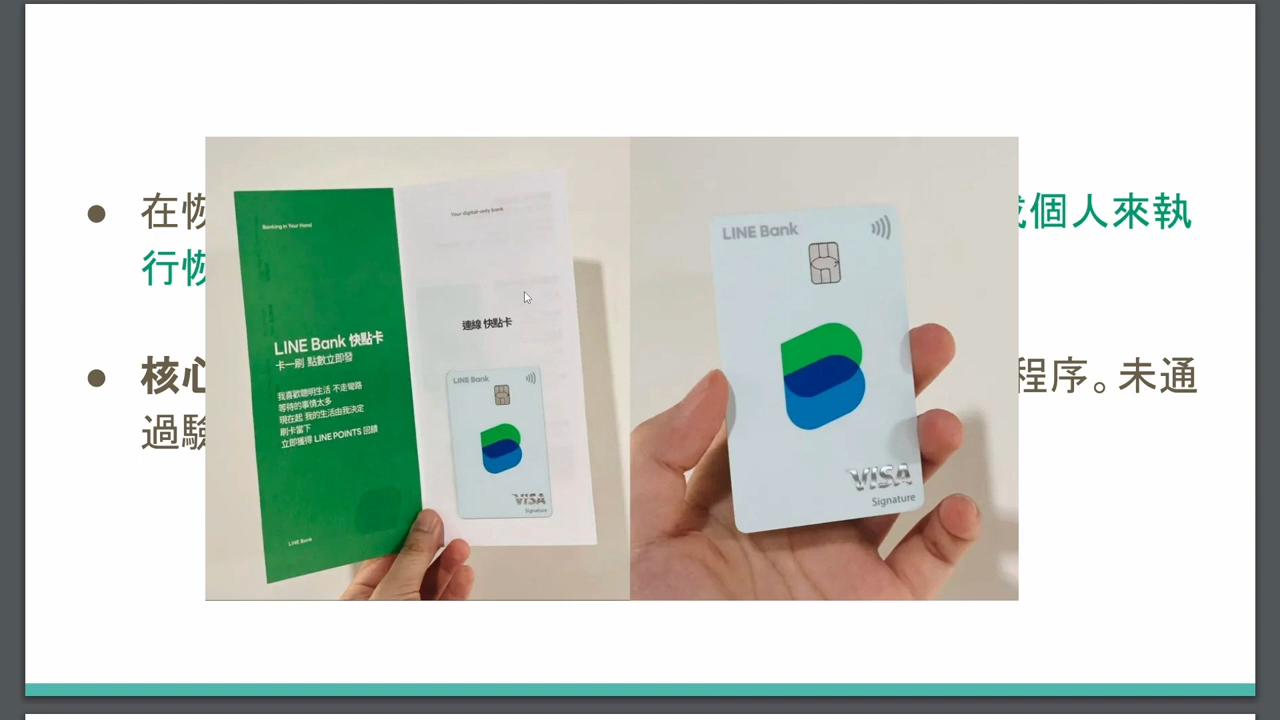 在恢
個人來執
行恢
核心
程序。未通
過驗
Banking in Your Hand
LINE Bank 快點卡
卡一刷 點數立即發
我喜歡聰明生活 不走彎路
等待的事情太多
現在起 我的生活由我決定
刷卡當下
立即獲得 LINE POINTS 回饋
LINE Bank
Your digital-only bank
連線 快點卡
LINE Bank
VISA
Signature
LINE Bank
VISA
Signature